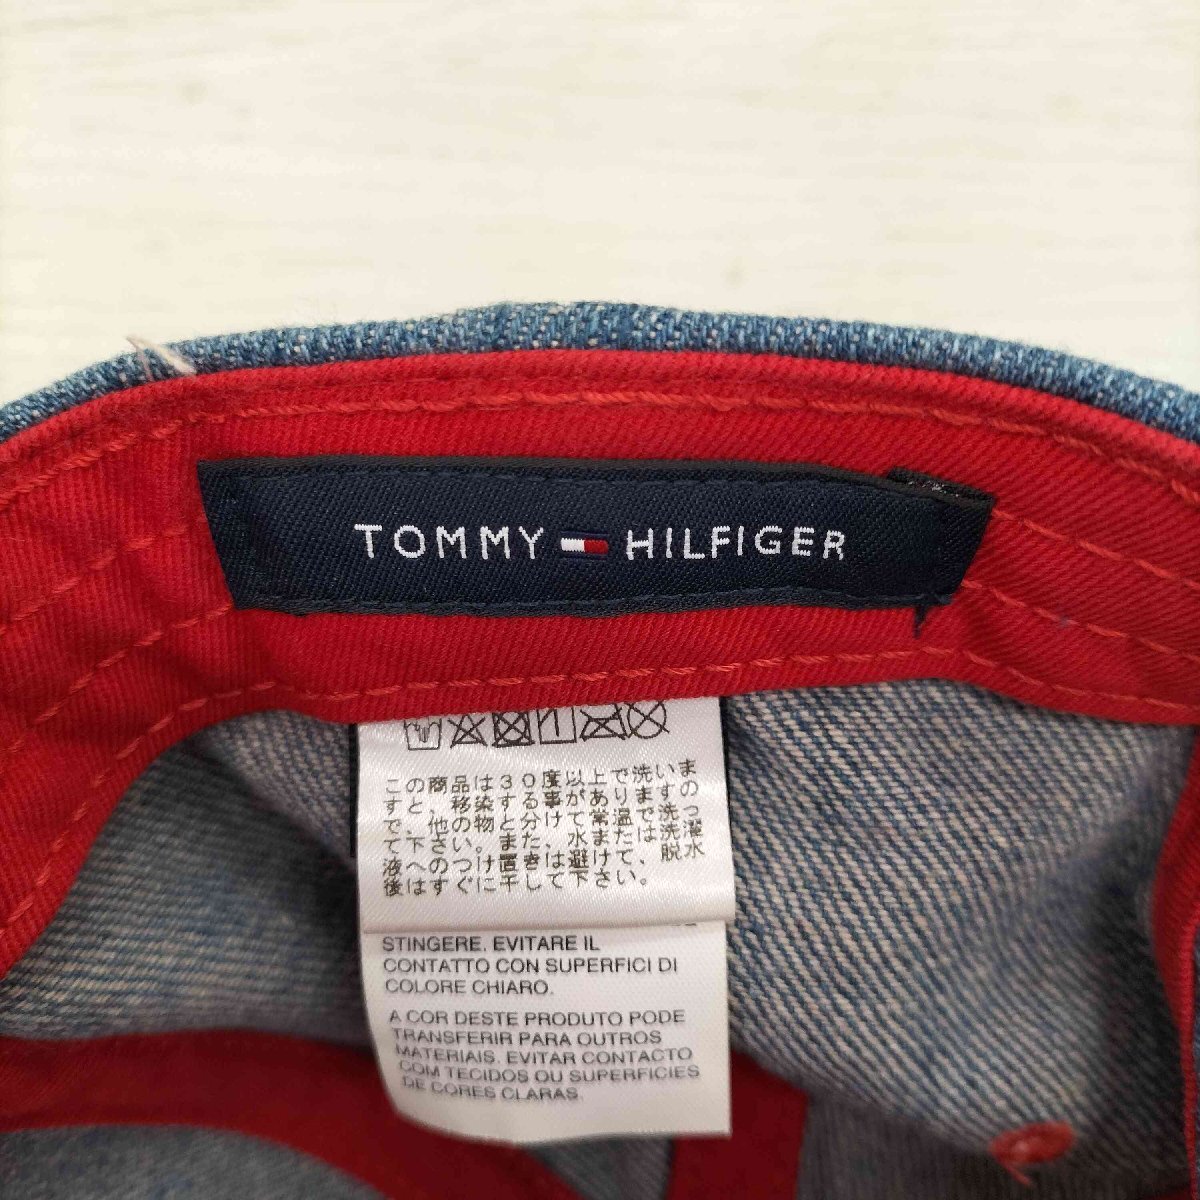 TOMMY HILFIGER
この商品は30度以上で洗いま
すと、移染する事がありますの
で、他の物と分けて常温で洗っ
て下さい。また、水または洗濯
液へのつけ置きは避けて、脱水
後はすぐに干して下さい。
STINGERE. EVITARE IL
CONTATTO CON SUPERFICI DI
COLORE CHIARO.
A COR DESTE PRODUTO PODE
TRANSFERIR PARA OUTROS
MATERIAIS. EVITAR CONTACTO
COM TECIDOS OU SUPERFICIES
DE CORES CLARAS.